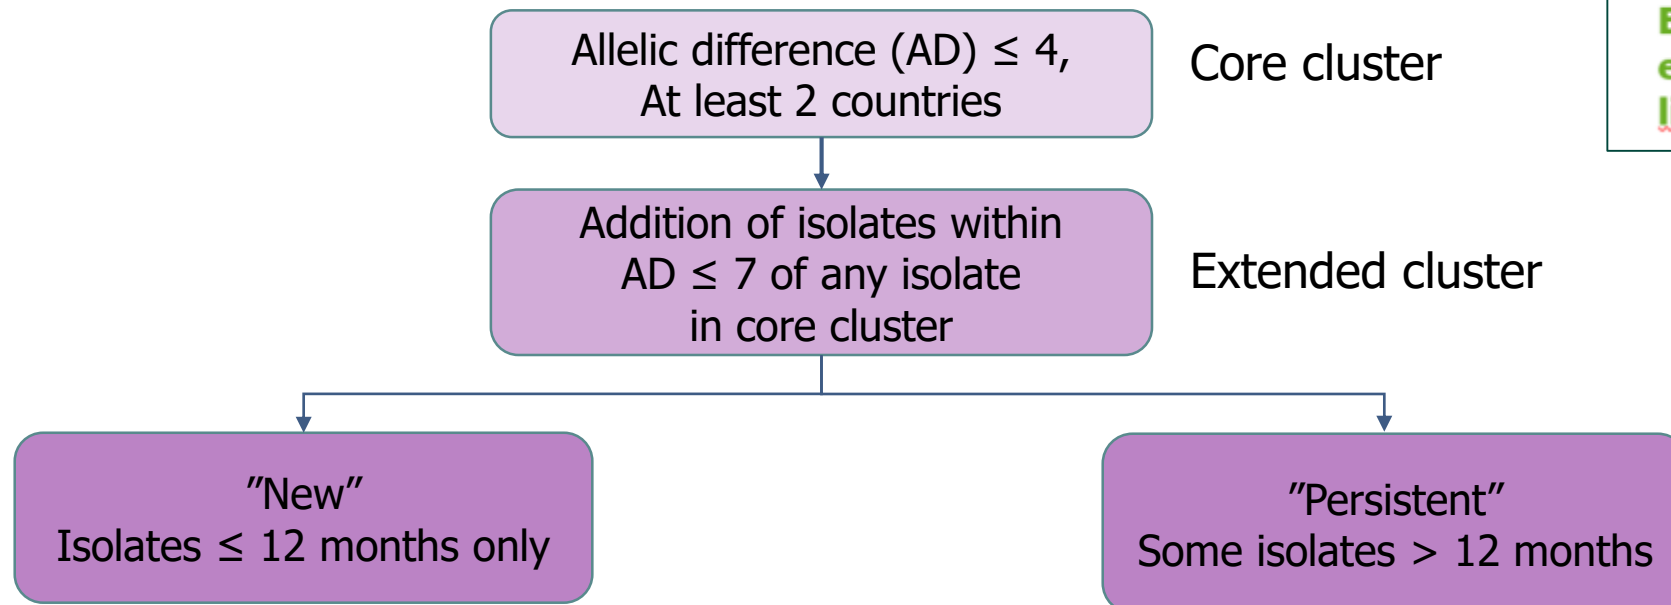 Allelic difference (AD) ≤ 4,
At least 2 countries
Core cluster
Addition of isolates within
AD ≤ 7 of any isolate
in core cluster
Extended cluster
”New”
Isolates ≤ 12 months only
”Persistent”
Some isolates > 12 months